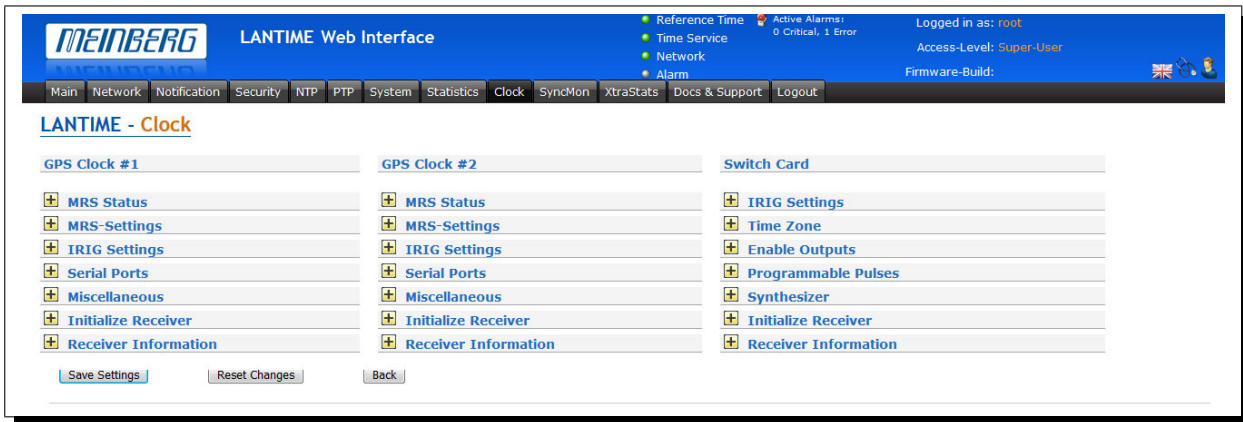 MEINBERG
LANTIME Web Interface
Reference Time
Time Service
Network
Alarm
Active Alarms:
0 Critical, 1 Error
Logged in as: root
Access-Level: Super-User
Firmware-Build:
Main Network Notification Security NTP PTP System Statistics Clock SyncMon XtraStats Docs & Support Logout
LANTIME - Clock
GPS Clock #1
MRS Status
MRS-Settings
IRIG Settings
Serial Ports
Miscellaneous
Initialize Receiver
Receiver Information
GPS Clock #2
MRS Status
MRS-Settings
IRIG Settings
Serial Ports
Miscellaneous
Initialize Receiver
Receiver Information
Switch Card
IRIG Settings
Time Zone
Enable Outputs
Programmable Pulses
Synthesizer
Initialize Receiver
Receiver Information
Save Settings Reset Changes Back